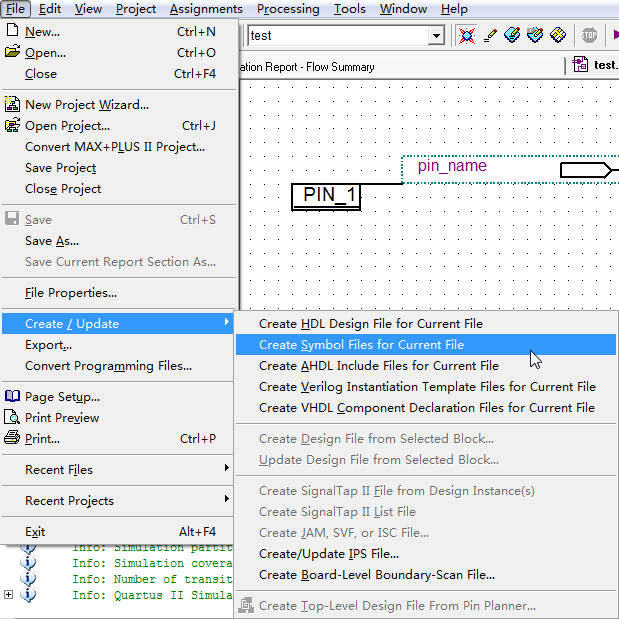 File Edit View Project Assignments Processing Tools Window Help
New... Ctrl+N
test
STOP
Open... Ctrl+O
Close Ctrl+F4
ation Report - Flow Summary
test.
New Project Wizard...
Open Project... Ctrl+J
Convert MAX+PLUS II Project...
Save Project
Close Project
pin_name
PIN_1
Save Ctrl+S
Save As...
Save Current Report Section As...
File Properties...
Create / Update
Export...
Convert Programming Files...
Page Setup...
Print Preview
Print... Ctrl+P
Recent Files
Recent Projects
Exit Alt+F4
Create HDL Design File for Current File
Create Symbol Files for Current File
Create AHDL Include Files for Current File
Create Verilog Instantiation Template Files for Current File
Create VHDL Component Declaration Files for Current File
Create Design File from Selected Block...
Update Design File from Selected Block...
Create SignalTap II File from Design Instance(s)
Create SignalTap II List File
Create JAM, SVF, or ISC File...
Create/Update IPS File...
Create Board-Level Boundary-Scan File...
Create Top-Level Design File From Pin Planner...
Info: Simulation partit
Info: Simulation covera
Info: Number of transit
Info: Quartus II Simula